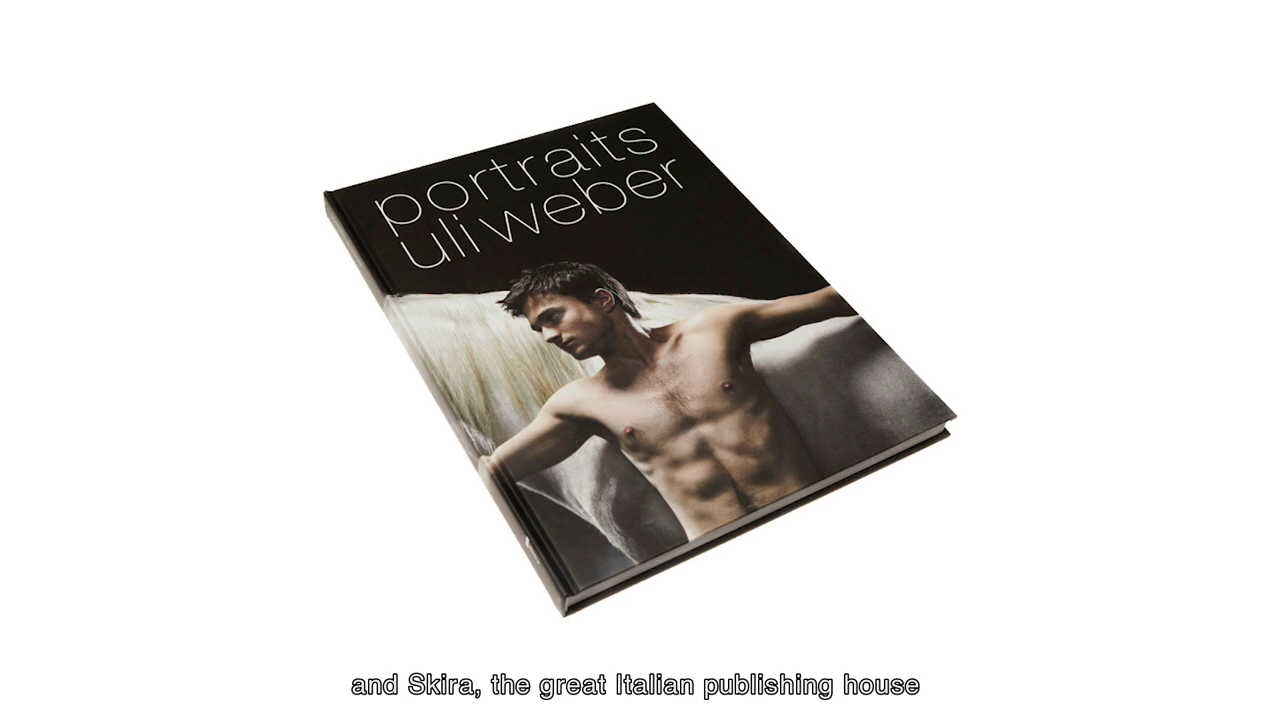 portraits
uli weber
and Skira, the great Italian publishing house